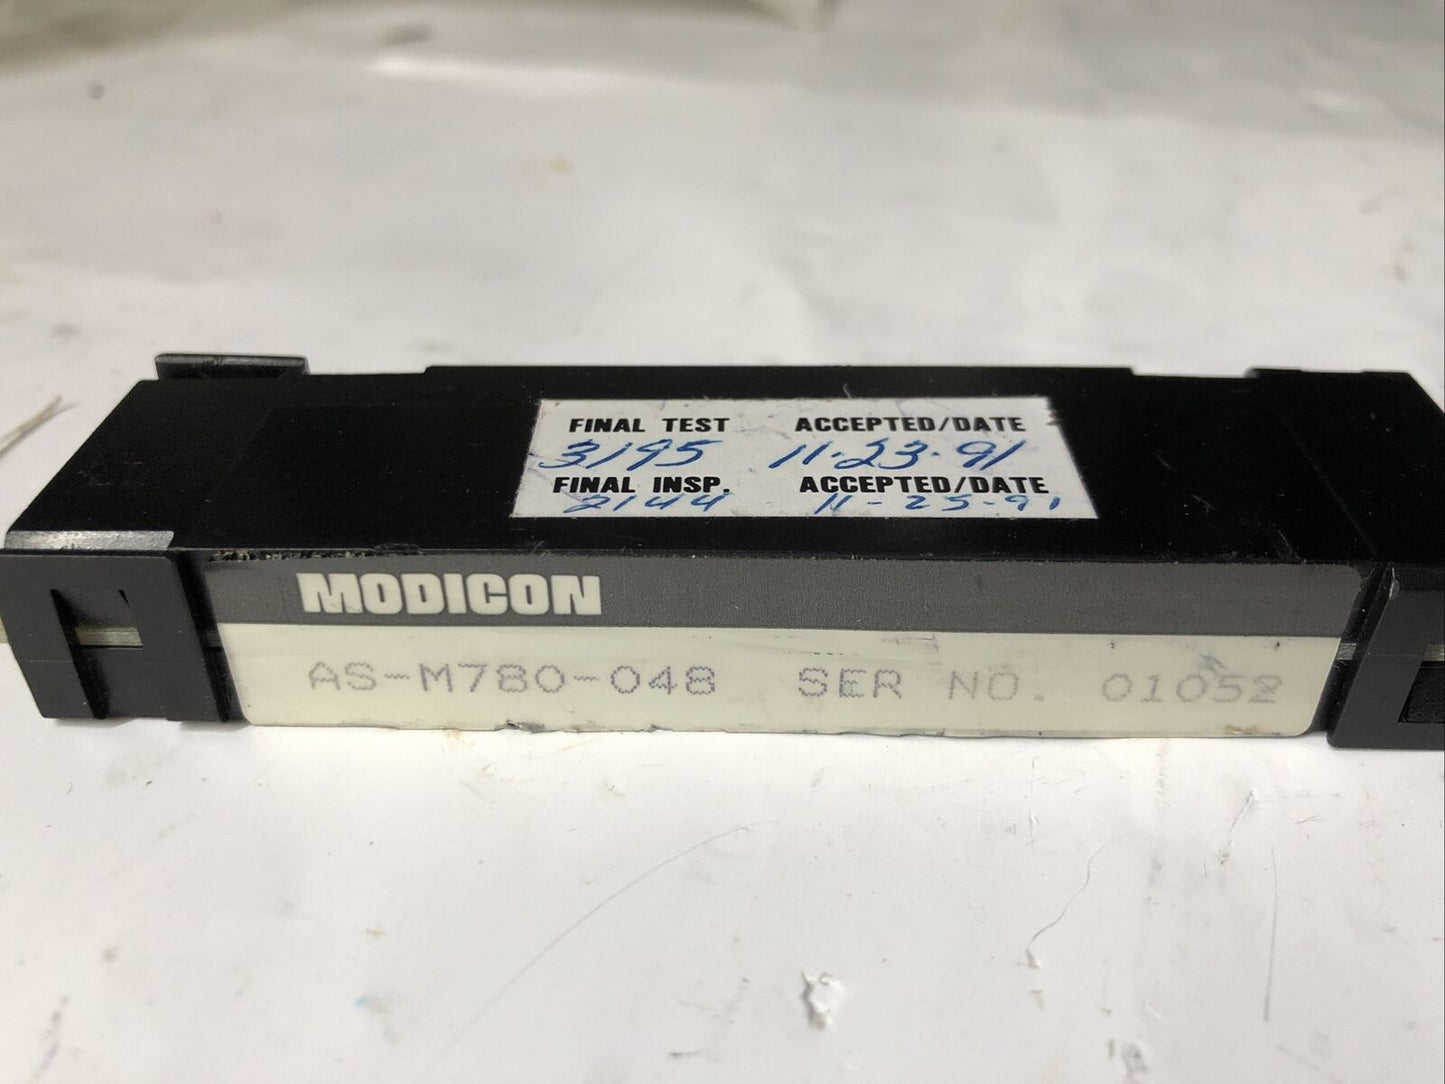 FINAL TEST ACCEPTED/DATE
3195 11-23-91
FINAL INSP. ACCEPTED/DATE
2144 11-25-91
MODICON
AS-M780-048 SER NO. 01052